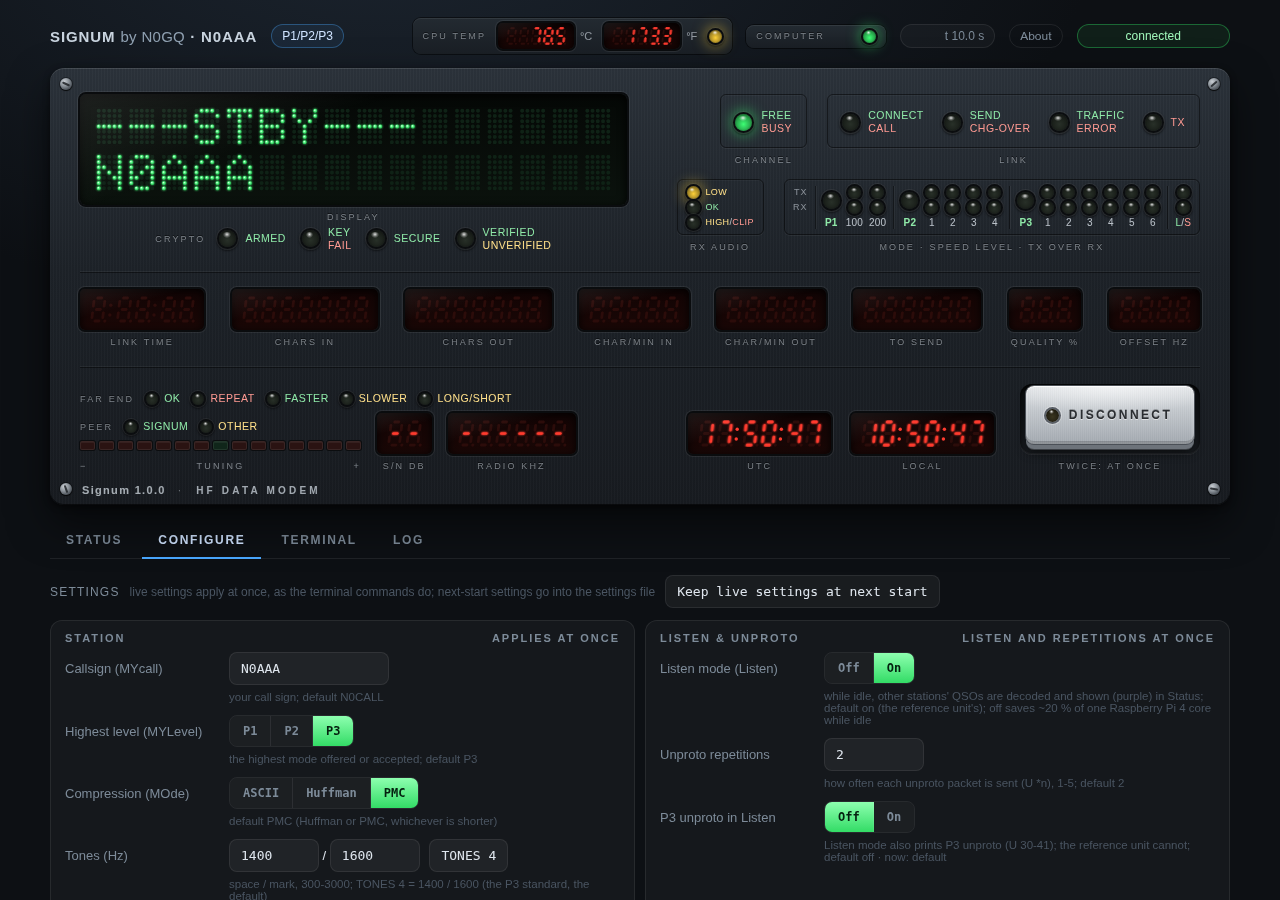 SIGNUM by N0GQ · N0AAA P1/P2/P3 CPU TEMP 78.5 °C 173.3 °F COMPUTER t 10.0 s About connected
---STBY---
N0AAA
DISPLAY
FREE
BUSY
CHANNEL
CONNECT
CALL
SEND
CHG-OVER
TRAFFIC
ERROR
TX
LINK
CRYPTO ARMED KEY FAIL SECURE VERIFIED UNVERIFIED
LOW
OK
HIGH/CLIP
RX AUDIO
TX
RX
P1 100 200 P2 1 2 3 4 P3 1 2 3 4 5 6 L/S
MODE · SPEED LEVEL · TX OVER RX
LINK TIME CHARS IN CHARS OUT CHAR/MIN IN CHAR/MIN OUT TO SEND QUALITY % OFFSET HZ
FAR END OK REPEAT FASTER SLOWER LONG/SHORT
PEER SIGNUM OTHER
− TUNING +
-- 
S/N DB
------
RADIO KHZ
17:50:47
UTC
10:50:47
LOCAL
DISCONNECT
TWICE: AT ONCE
Signum 1.0.0 · HF DATA MODEM
STATUS CONFIGURE TERMINAL LOG
SETTINGS live settings apply at once, as the terminal commands do; next-start settings go into the settings file Keep live settings at next start
STATION APPLIES AT ONCE
Callsign (MYcall) N0AAA
your call sign; default N0CALL
Highest level (MYLevel) P1 P2 P3
the highest mode offered or accepted; default P3
Compression (MOde) ASCII Huffman PMC
default PMC (Huffman or PMC, whichever is shorter)
Tones (Hz) 1400 / 1600 TONES 4
space / mark, 300-3000; TONES 4 = 1400 / 1600 (the P3 standard, the
default)
LISTEN & UNPROTO LISTEN AND REPETITIONS AT ONCE
Listen mode (Listen) Off On
while idle, other stations' QSOs are decoded and shown (purple) in Status;
default on (the reference unit's); off saves ~20 % of one Raspberry Pi 4 core
while idle
Unproto repetitions 2
how often each unproto packet is sent (U *n), 1-5; default 2
P3 unproto in Listen Off On
Listen mode also prints P3 unproto (U 30-41); the reference unit cannot;
default off · now: default